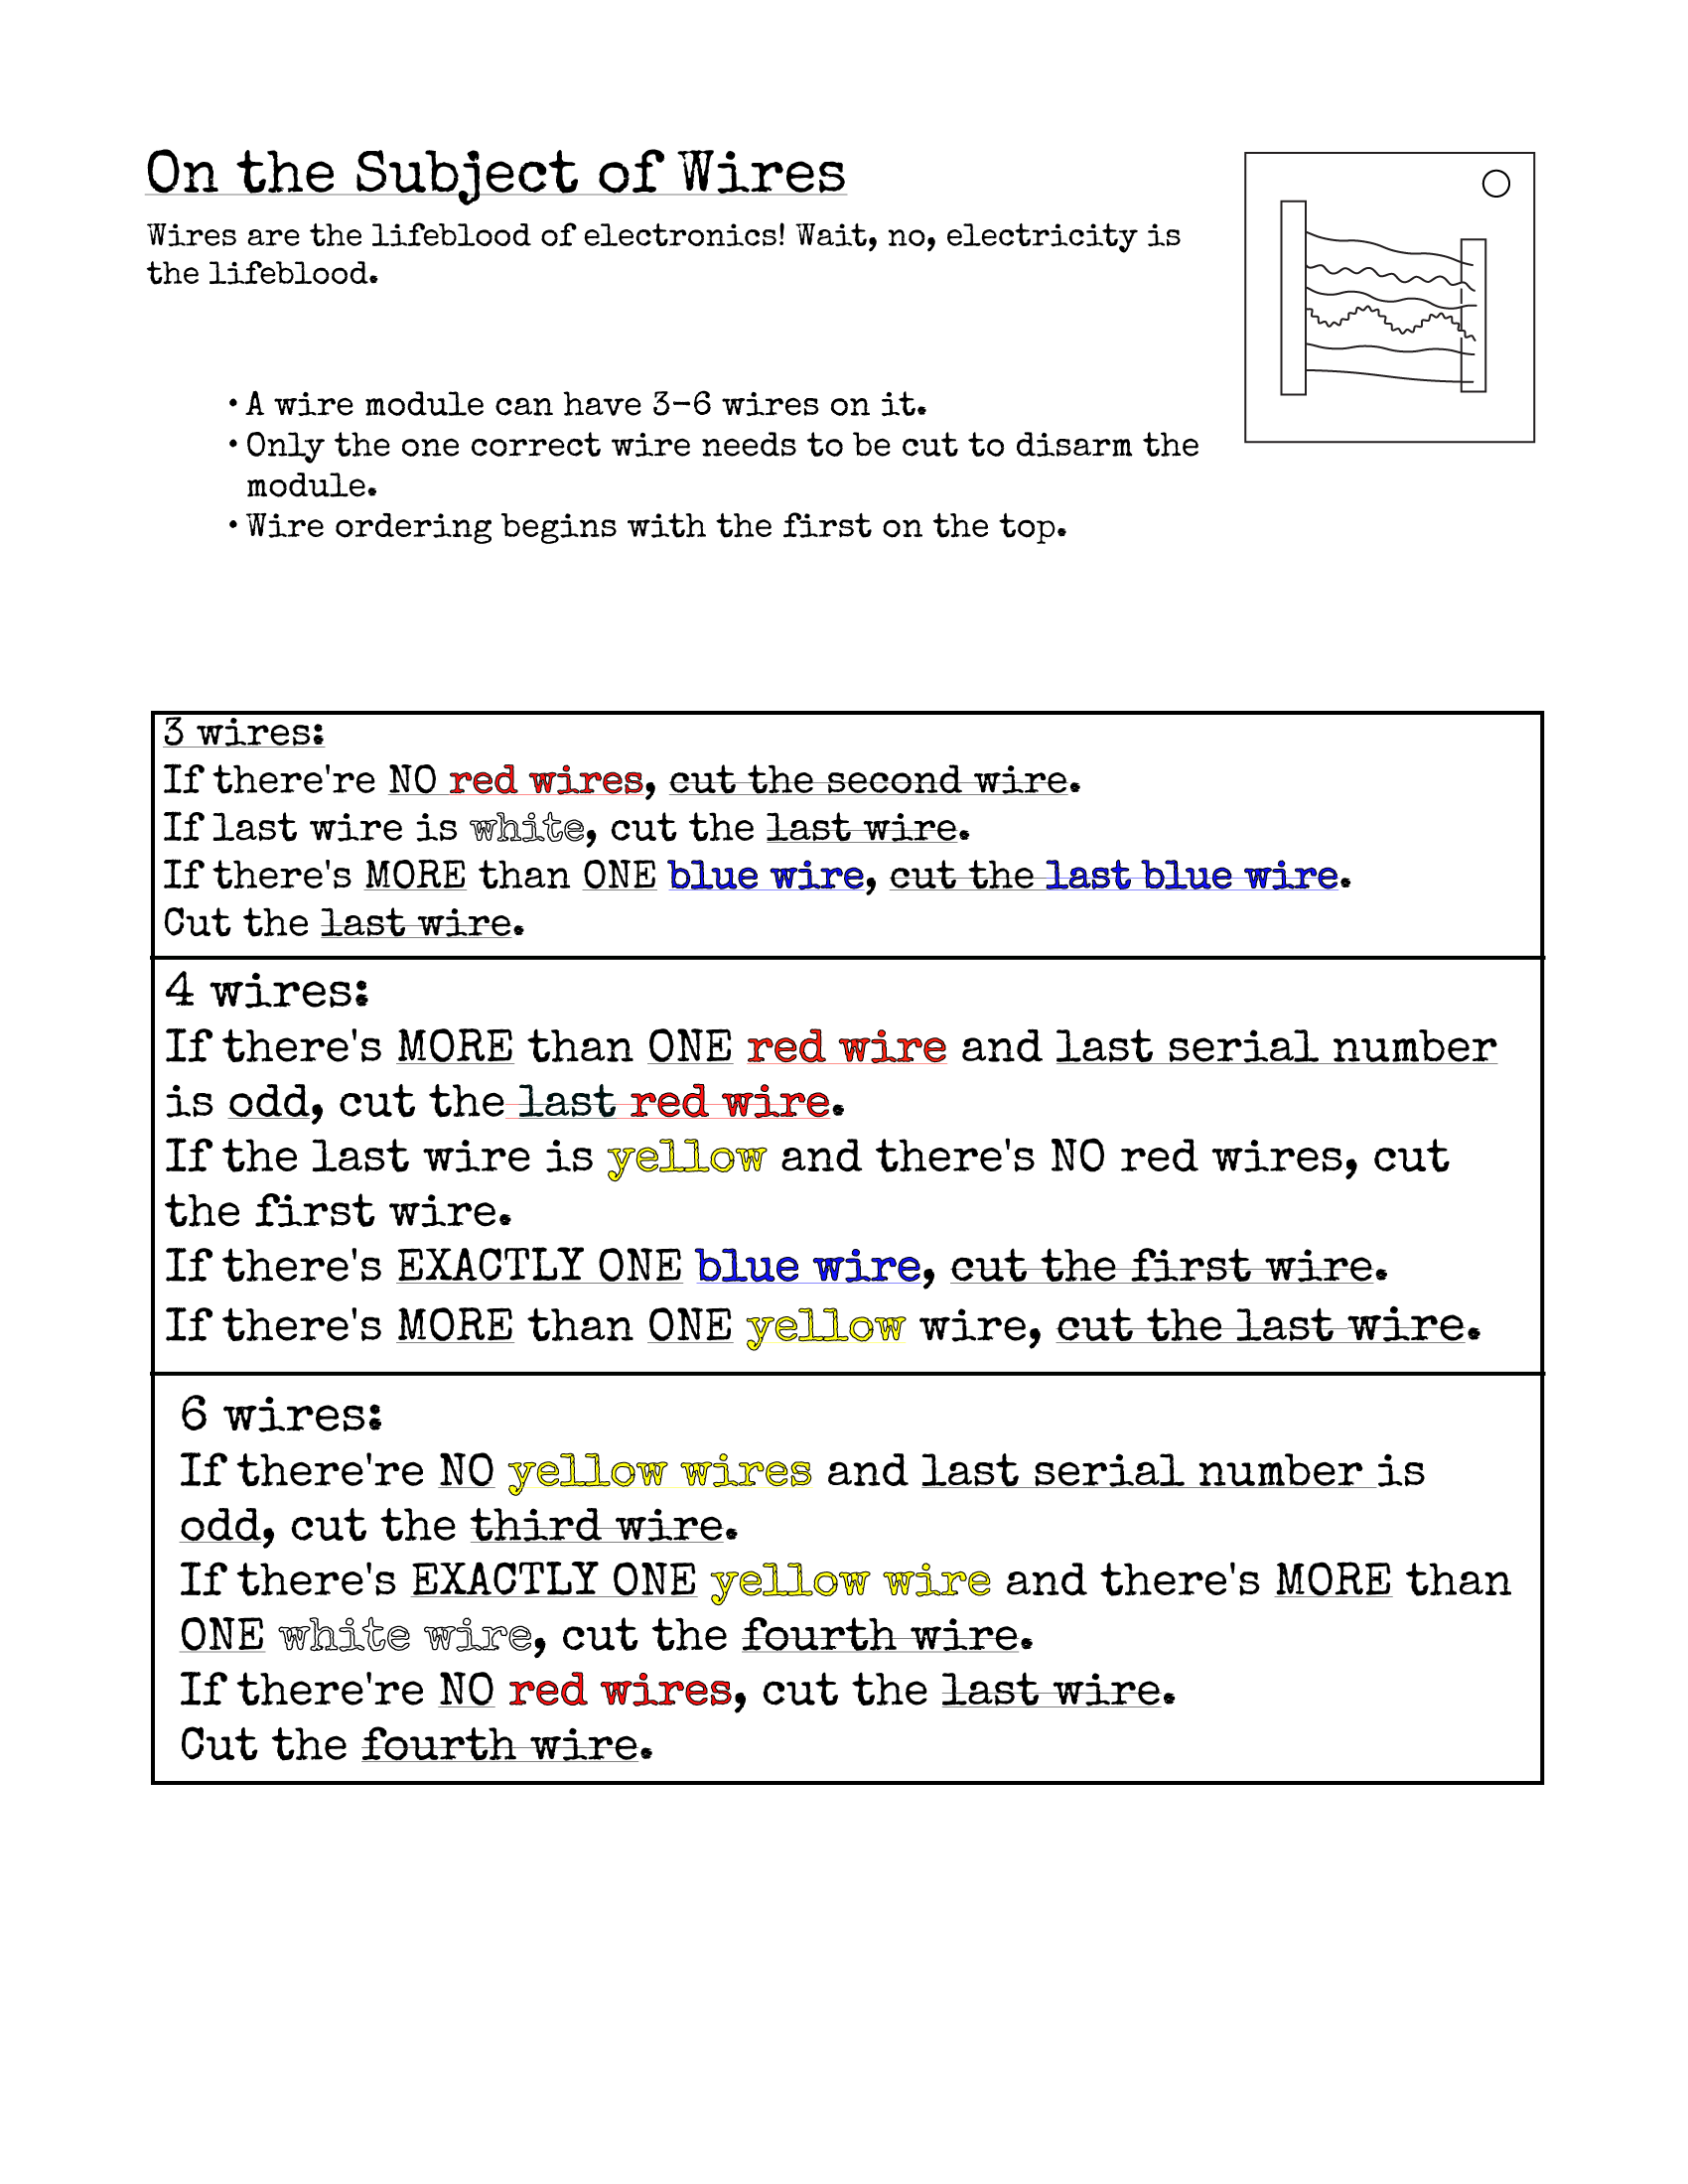 On the Subject of Wires
Wires are the lifeblood of electronics! Wait, no, electricity is
the lifeblood.
• A wire module can have 3-6 wires on it.
• Only the one correct wire needs to be cut to disarm the
module.
• Wire ordering begins with the first on the top.
3 wires:
If there're NO red wires, cut the second wire.
If last wire is white, cut the last wire.
If there's MORE than ONE blue wire, cut the last blue wire.
Cut the last wire.
4 wires:
If there's MORE than ONE red wire and last serial number
is odd, cut the last red wire.
If the last wire is yellow and there's NO red wires, cut
the first wire.
If there's EXACTLY ONE blue wire, cut the first wire.
If there's MORE than ONE yellow wire, cut the last wire.
6 wires:
If there're NO yellow wires and last serial number is
odd, cut the third wire.
If there's EXACTLY ONE yellow wire and there's MORE than
ONE white wire, cut the fourth wire.
If there're NO red wires, cut the last wire.
Cut the fourth wire.